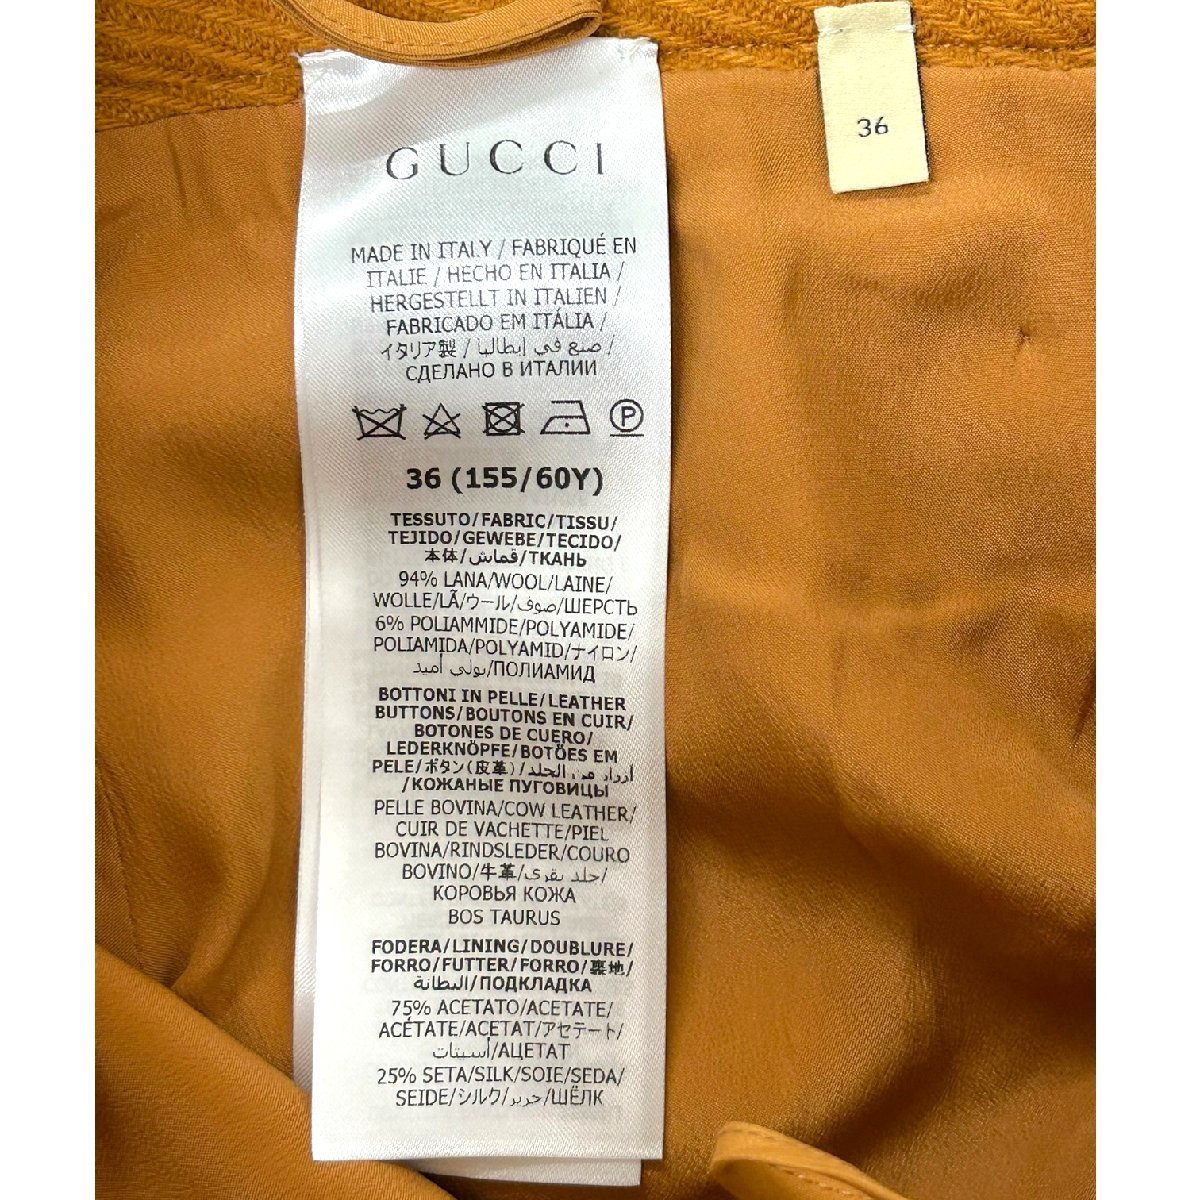 GUCCI
MADE IN ITALY / FABRIQUÉ EN
ITALIE / HECHO EN ITALIA /
HERGESTELLT IN ITALIEN /
FABRICADO EM ITÁLIA /
イタリア製 / صنع في إيطاليا /
СДЕЛАНО В ИТАЛИИ
P
36 (155/60Y)
TESSUTO/FABRIC/TISSU/
TEJIDO/GEWEBE/TECIDO/
本体/قماش/ТКАНЬ
94% LANA/WOOL/LAINE/
WOLLE/LÃ/ウール/صوف/ШЕРСТЬ
6% POLIAMMIDE/POLYAMIDE/
POLIAMIDA/POLYAMID/ナイロン/
بولي أميد/ПОЛИАМИД
BOTTONI IN PELLE/LEATHER
BUTTONS/BOUTONS EN CUIR/
BOTONES DE CUERO/
LEDERKNÖPFE/BOTÕES EM
PELE/ボタン(皮革)/أزرار من الجلد
/КОЖАНЫЕ ПУГОВИЦЫ
PELLE BOVINA/COW LEATHER/
CUIR DE VACHETTE/PIEL
BOVINA/RINDSLEDER/COURO
BOVINO/牛革/جلد بقري/
КОРОВЬЯ КОЖА
BOS TAURUS
FODERA/LINING/DOUBLURE/
FORRO/FUTTER/FORRO/裏地/
البطانة/ПОДКЛАДКА
75% ACETATO/ACETATE/
ACÉTATE/ACETAT/アセテート/
أسيتات/АЦЕТАТ
25% SETA/SILK/SOIE/SEDA/
SEIDE/シルク/حرير/ШЁЛК
36